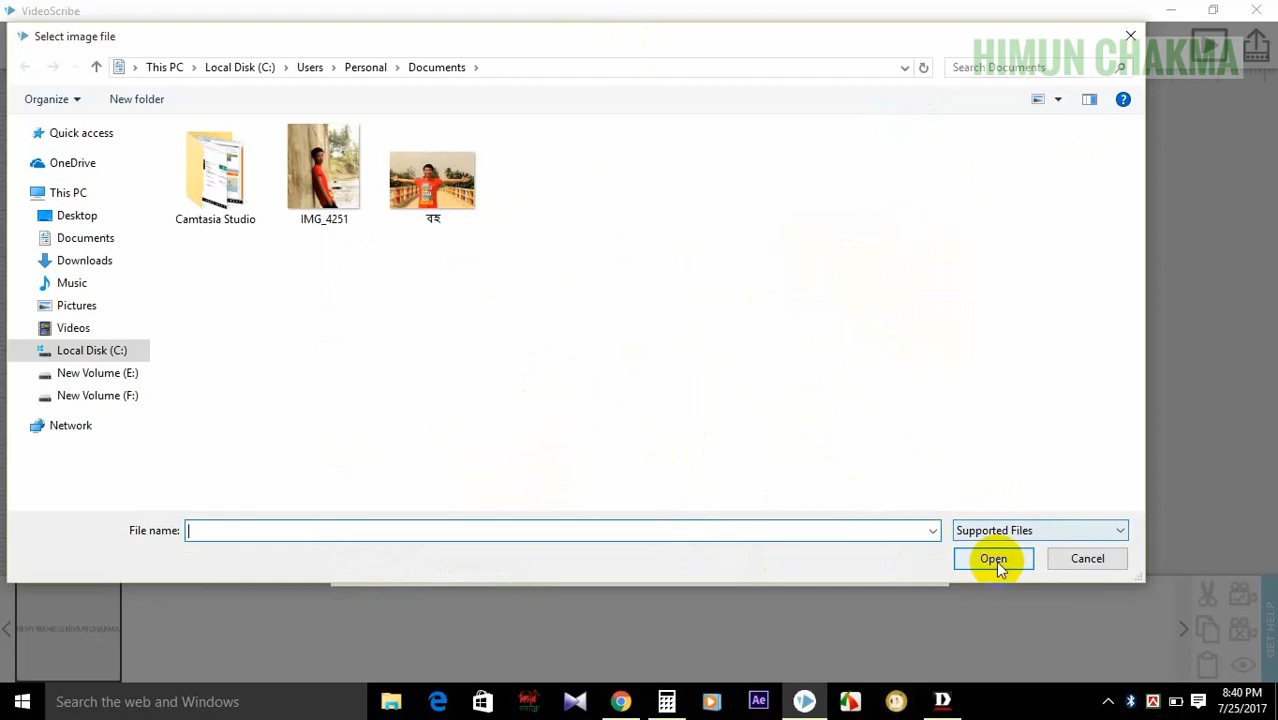 VideoScribe
Select image file
HIMUN CHAKMA
This PC
Local Disk (C:)
Users
Personal
Documents
Search Documents
Organize
New folder
Quick access
OneDrive
This PC
Desktop
Documents
Downloads
Music
Pictures
Videos
Local Disk (C:)
New Volume (E:)
New Volume (F:)
Network
Camtasia Studio
IMG_4251
বহ
File name:
Supported Files
Open
Cancel
GET HELP
Search the web and Windows
Ae
8:40 PM
7/25/2017